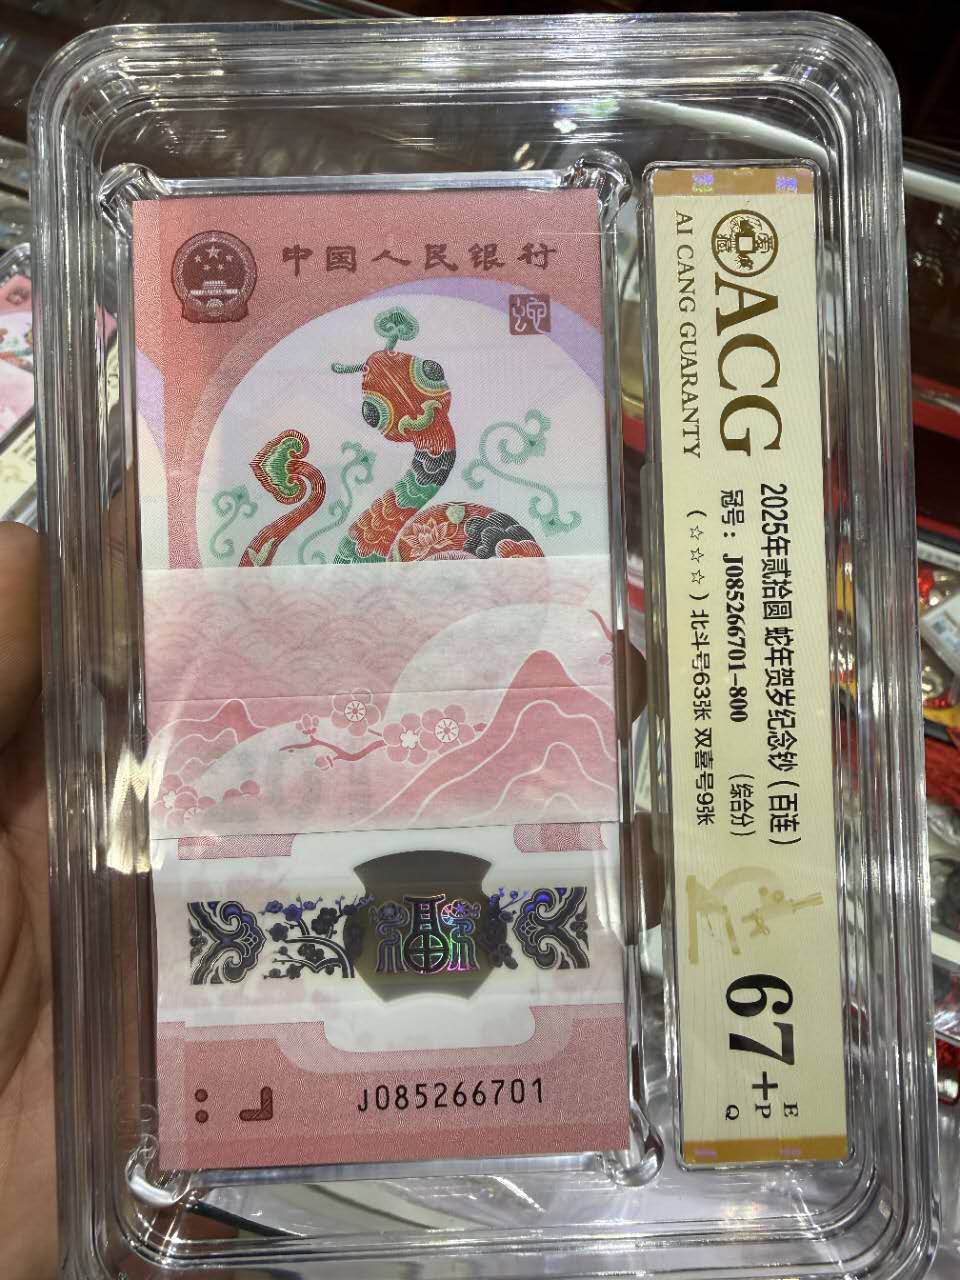 中国人民银行
迎
J085266701
ACG
AI CANG GUARANTY
2025年贰拾圆 蛇年贺岁纪念钞（百连）
冠号：J085266701-800 （综合分）
（☆☆☆）北斗号63张 双喜号9张
67+
E
P
Q